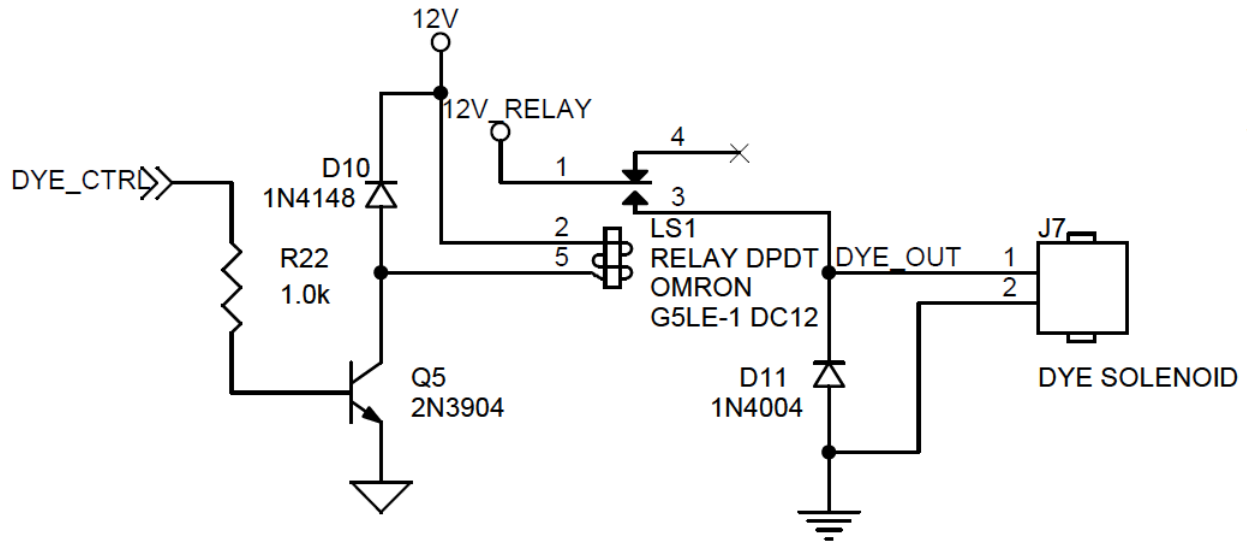 12V
12V_RELAY
4
D10
1
DYE_CTRL
1N4148
3
2
LS1
J7
R22
5
RELAY DPDT
DYE_OUT
1
1.0k
OMRON
2
G5LE-1 DC12
Q5
D11
DYE SOLENOID
2N3904
1N4004